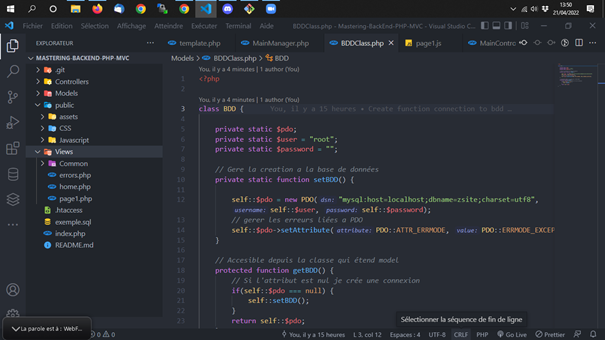 13:50
21/04/2022
Fichier Edition Sélection Affichage Atteindre Exécuter Terminal Aide
BDDClass.php - Mastering-BackEnd-PHP-MVC - Visual Studio C...
EXPLORATEUR
template.php
MainManager.php
BDDClass.php
page1.js
MainContro
MASTERING-BACKEND-PHP-MVC
Models > BDDClass.php > BDD
.git
Controllers
Models
public
assets
CSS
Javascript
Views
Common
errors.php
home.php
page1.php
.htaccess
exemple.sql
index.php
README.md
You, il y a 4 minutes | 1 author (You)
1 <?php
2
You, il y a 4 minutes | 1 author (You)
3 class BDD { You, il y a 15 heures • Create function connection to bdd …
4
5 private static $pdo;
6 private static $user = "root";
7 private static $password = "";
8
9 // Gere la creation a la base de données
10 private static function setBDD() {
11
12 self::$pdo = new PDO( dsn: "mysql:host=localhost;dbname=zsite;charset=utf8",
username: self::$user, password: self::$password);
13 // gerer les erreurs liées a PDO
14 self::$pdo->setAttribute( attribute: PDO::ATTR_ERRMODE, value: PDO::ERRMODE_EXCEP
15 }
16
17 // Accesible depuis la classe qui étend model
18 protected function getBDD() {
19 // Si l'attribut est nul je crée une connexion
20 if(self::$pdo === null) {
21 self::setBDD();
22 }
23 return self::$pdo;
Sélectionner la séquence de fin de ligne
La parole est à : WebF...
0 0
You, il y a 15 heures L 3, col 12 Espaces : 4 UTF-8 CRLF PHP Go Live Prettier